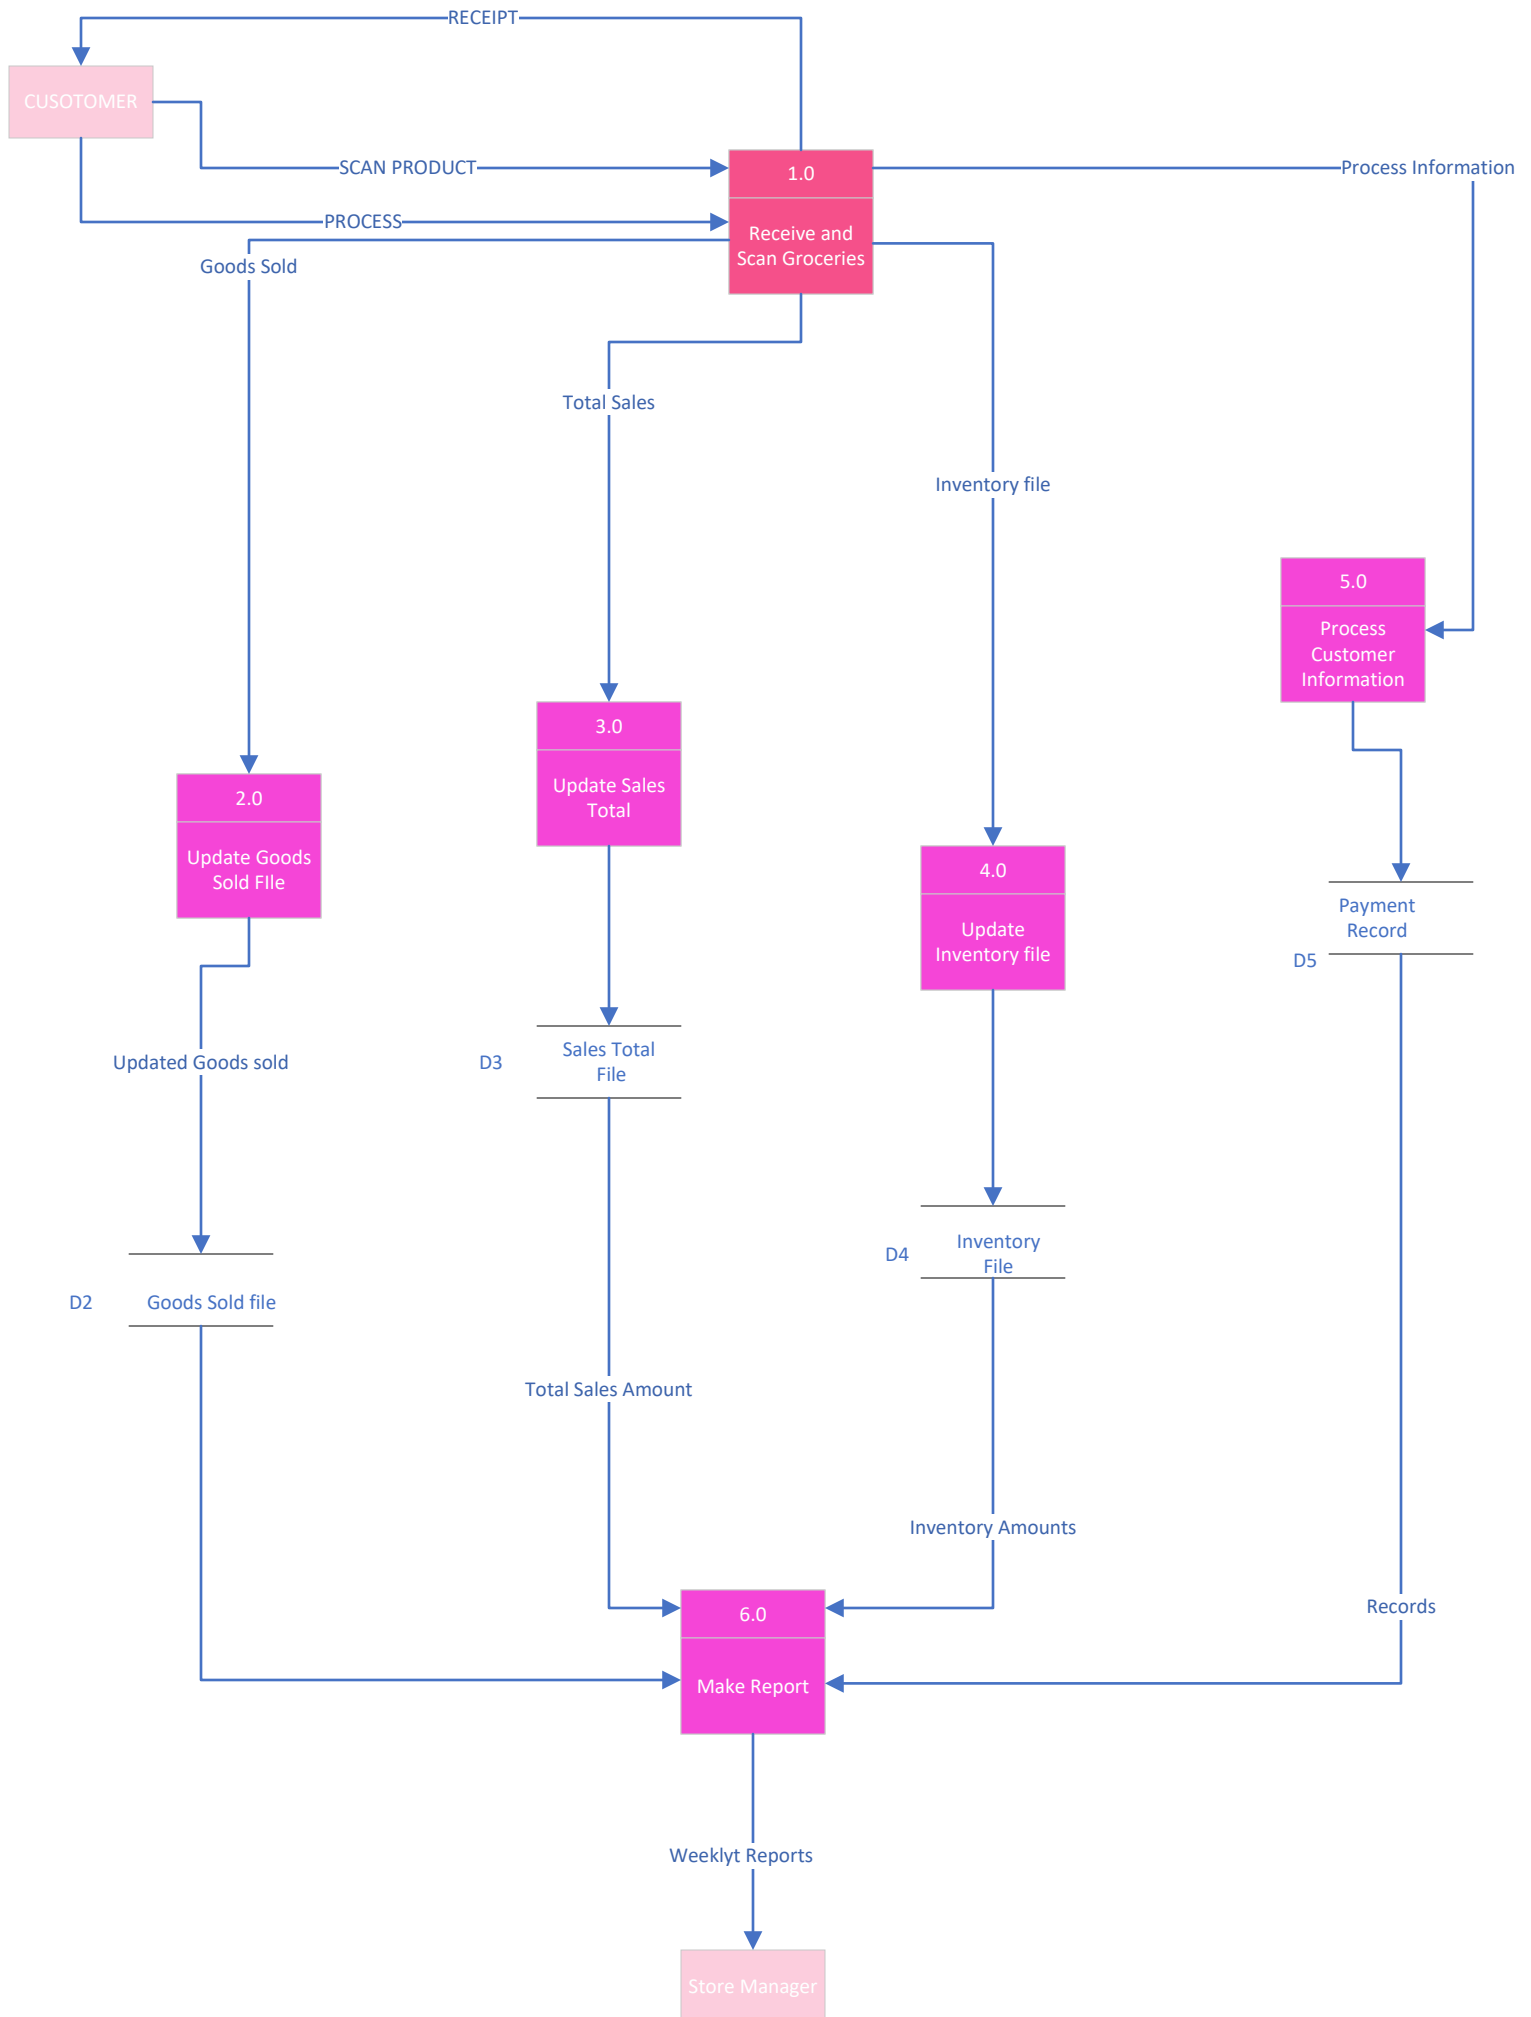 RECEIPT
CUSOTOMER
SCAN PRODUCT
1.0
Process Information
PROCESS
Receive and
Scan Groceries
Goods Sold
Total Sales
Inventory file
5.0
Process
Customer
Information
3.0
Update Sales
Total
2.0
Update Goods
Sold FIle
4.0
Update
Inventory file
Payment
Record
D5
Updated Goods sold
D3
Sales Total
File
D4
Inventory
File
D2
Goods Sold file
Total Sales Amount
Inventory Amounts
6.0
Records
Make Report
Weeklyt Reports
Store Manager